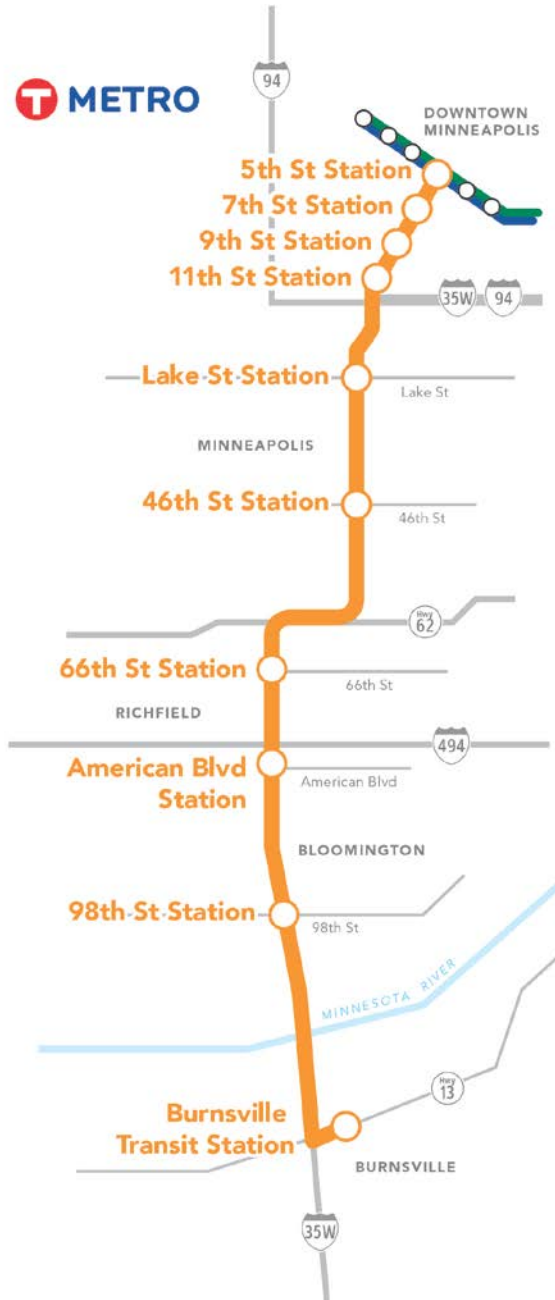 T METRO
94
DOWNTOWN
MINNEAPOLIS
5th St Station
7th St Station
9th St Station
11th St Station
35W 94
Lake St Station
Lake St
MINNEAPOLIS
46th St Station
46th St
Hwy
62
66th St Station
66th St
RICHFIELD
494
American Blvd
Station
American Blvd
BLOOMINGTON
98th St Station
98th St
MINNESOTA RIVER
Hwy
13
Burnsville
Transit Station
BURNSVILLE
35W